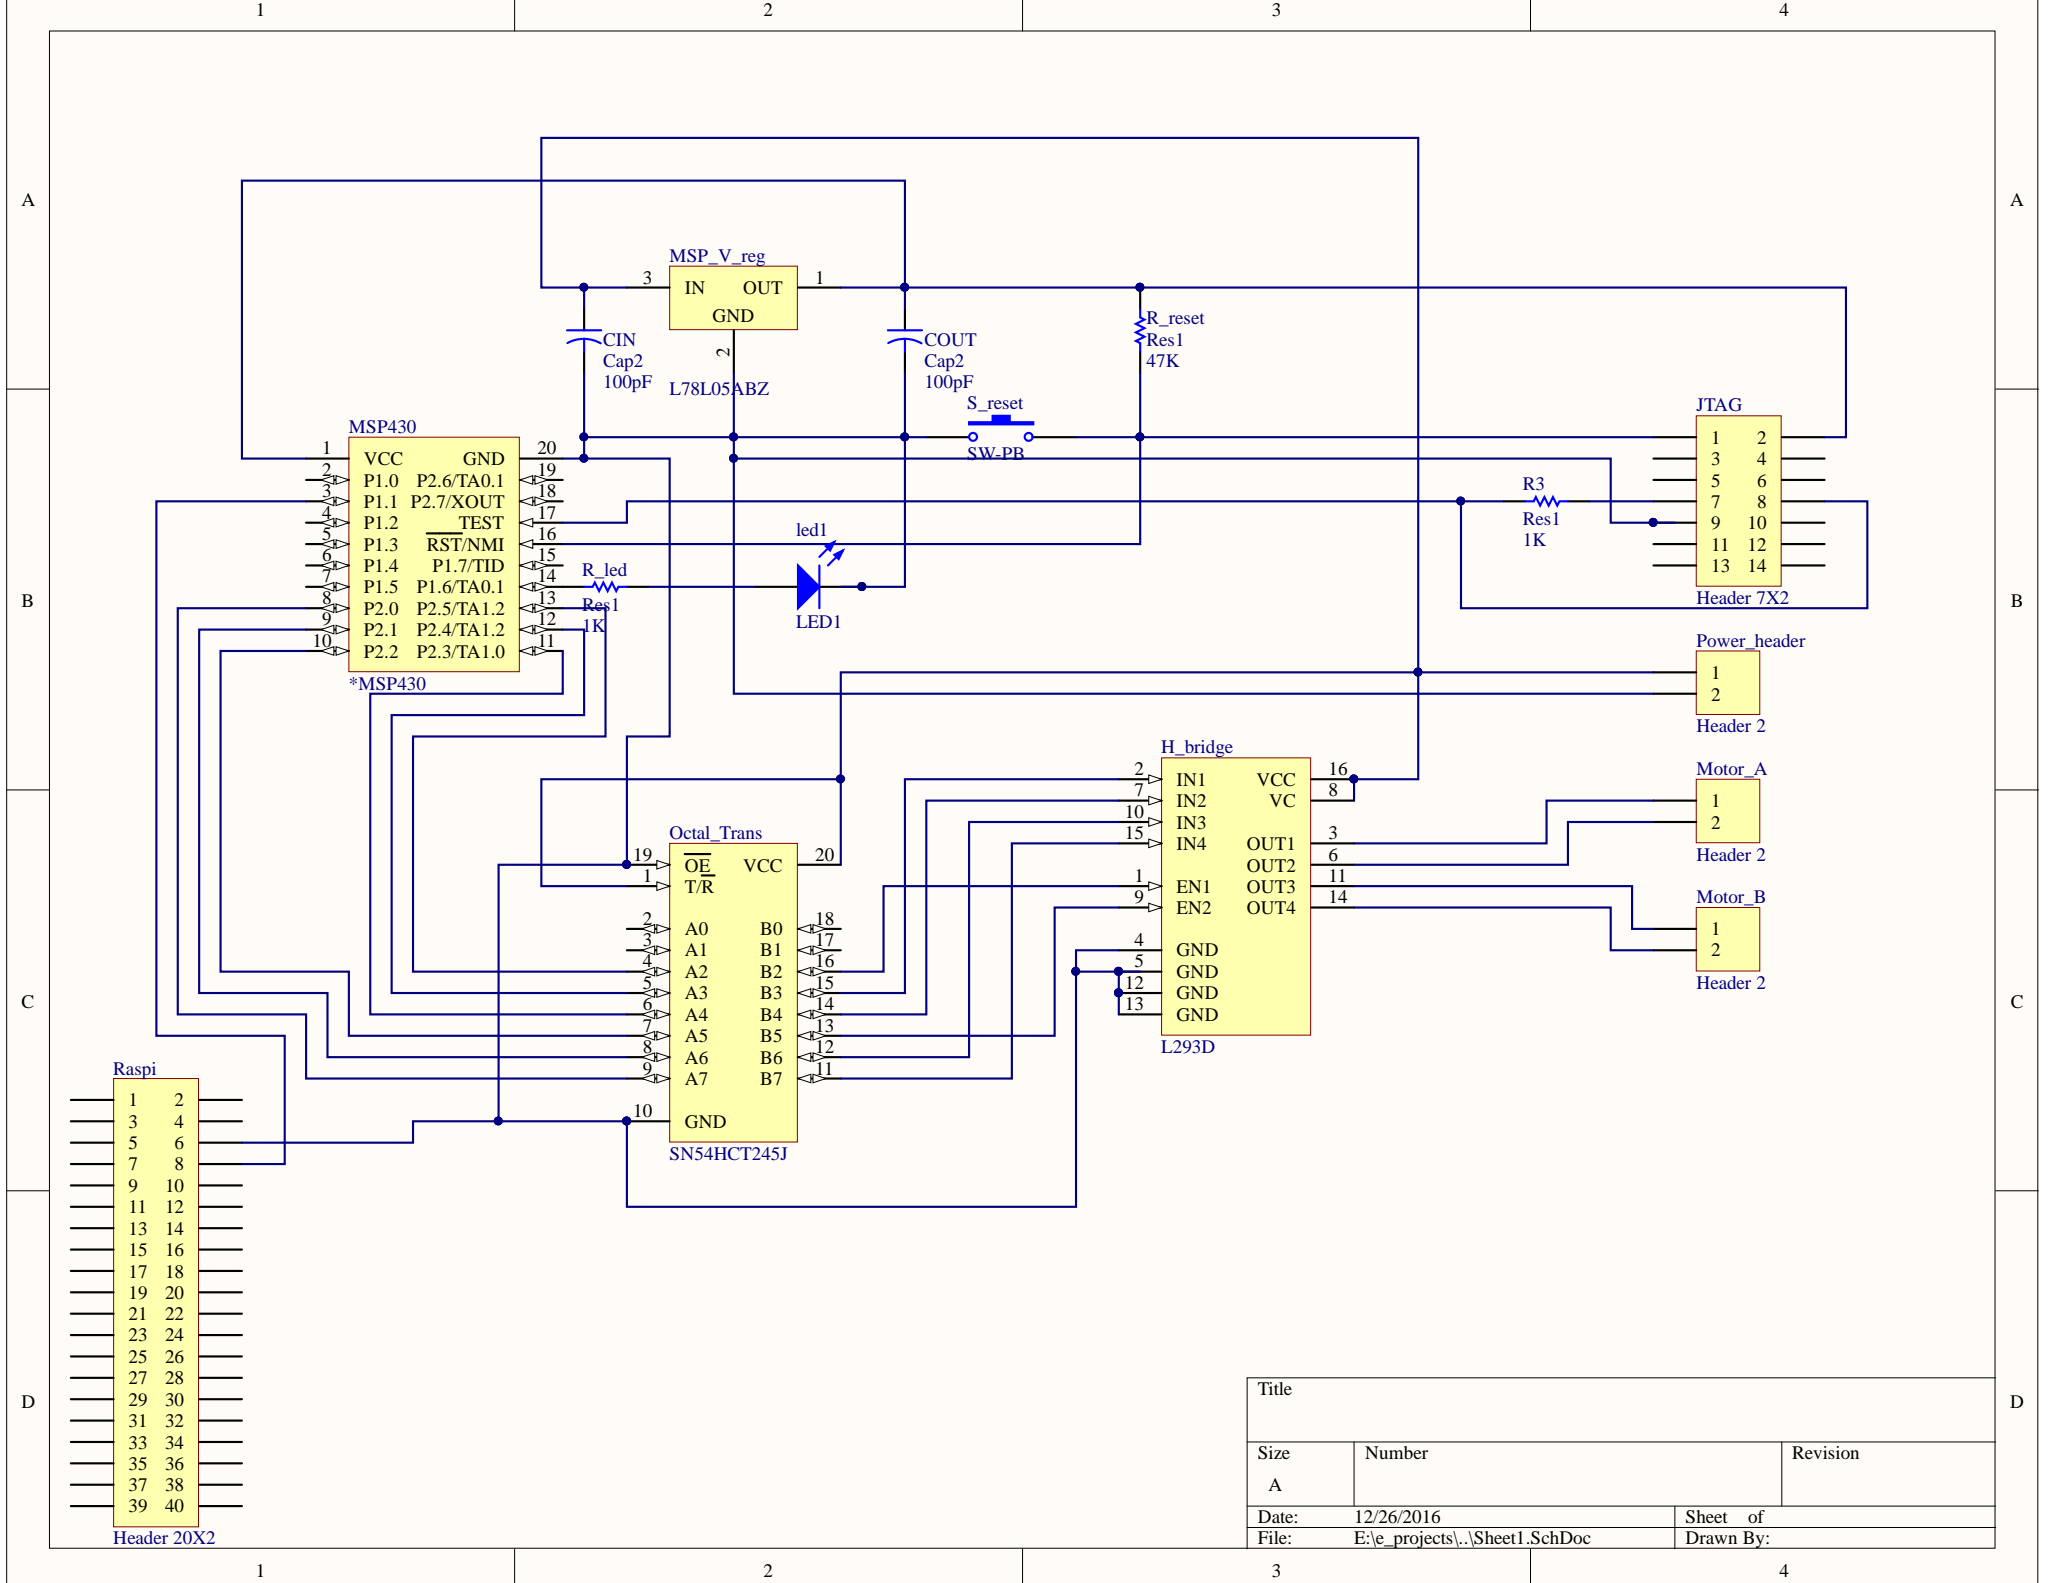 1 2 3 4
A A
B B
C C
D D
1 2 3 4
MSP_V_reg
3 IN OUT 1
GND
2
L78L05ABZ
CIN
Cap2
100pF
COUT
Cap2
100pF
R_reset
Res1
47K
S_reset
SW-PB
JTAG
1 2
3 4
5 6
7 8
9 10
11 12
13 14
Header 7X2
R3
Res1
1K
MSP430
1 VCC GND 20
2 P1.0 P2.6/TA0.1 19
3 P1.1 P2.7/XOUT 18
4 P1.2 TEST 17
5 P1.3 RST/NMI 16
6 P1.4 P1.7/TID 15
7 P1.5 P1.6/TA0.1 14
8 P2.0 P2.5/TA1.2 13
9 P2.1 P2.4/TA1.2 12
10 P2.2 P2.3/TA1.0 11
*MSP430
R_led
Res1
1K
led1
LED1
Power_header
1
2
Header 2
H_bridge
2 IN1 VCC 16
7 IN2 VC 8
10 IN3
15 IN4 OUT1 3
OUT2 6
1 EN1 OUT3 11
9 EN2 OUT4 14
4 GND
5 GND
12 GND
13 GND
L293D
Motor_A
1
2
Header 2
Motor_B
1
2
Header 2
Octal_Trans
19 OE VCC 20
1 T/R
2 A0 B0 18
3 A1 B1 17
4 A2 B2 16
5 A3 B3 15
6 A4 B4 14
7 A5 B5 13
8 A6 B6 12
9 A7 B7 11
10 GND
SN54HCT245J
Raspi
1 2
3 4
5 6
7 8
9 10
11 12
13 14
15 16
17 18
19 20
21 22
23 24
25 26
27 28
29 30
31 32
33 34
35 36
37 38
39 40
Header 20X2
Title
Size Number Revision
A
Date: 12/26/2016 Sheet of
File: E:\e_projects\..\Sheet1.SchDoc Drawn By: